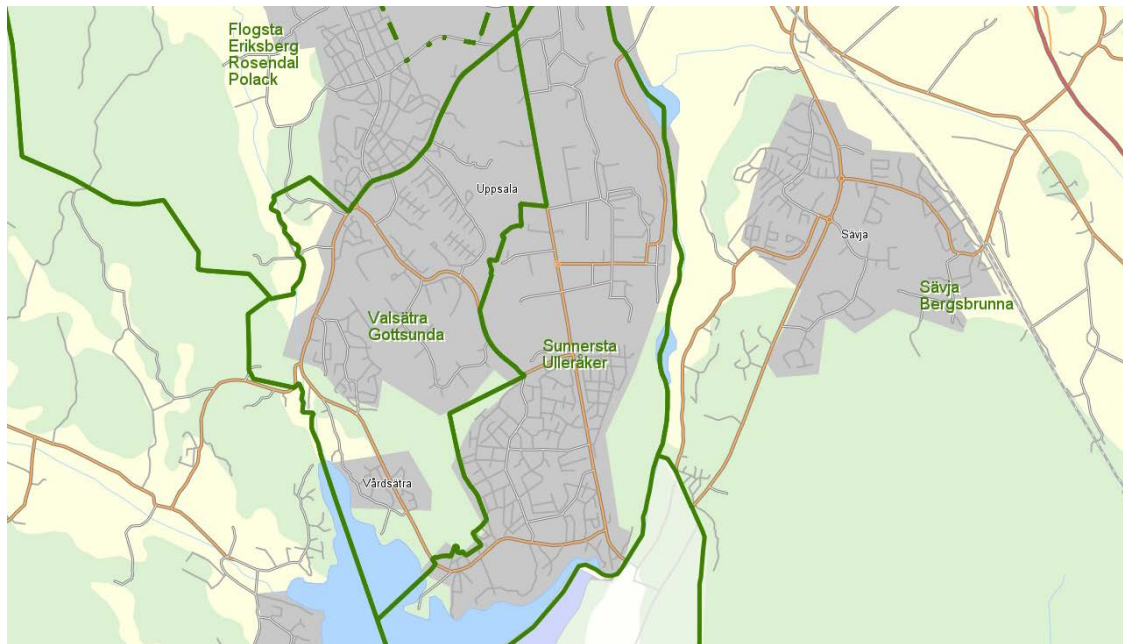 Flogsta
Eriksberg
Rosendal
Polack
Uppsala
Sävja
Sävja
Bergsbrunna
Valsätra
Gottsunda
Sunnersta
Ulleråker
Vårdsätra